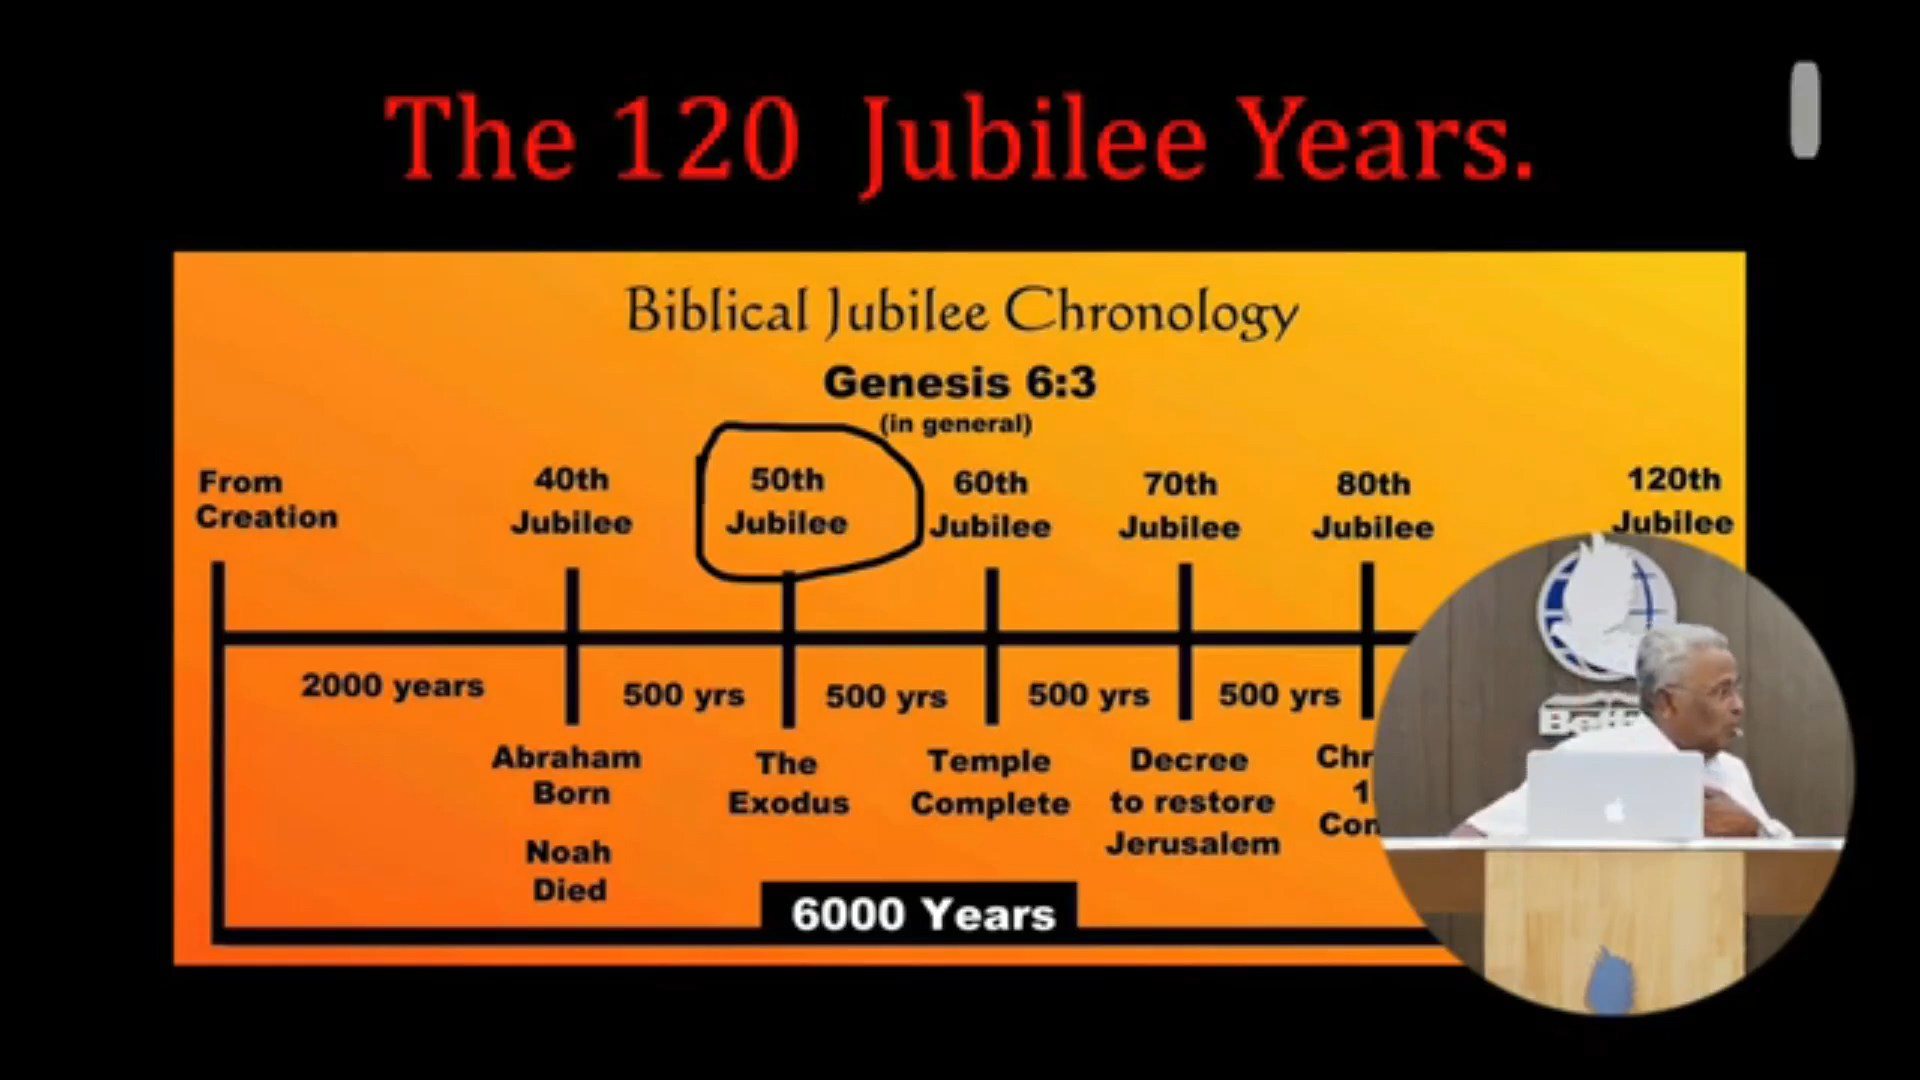 The 120 Jubilee Years.
Biblical Jubilee Chronology
Genesis 6:3
(in general)
From
Creation
40th
Jubilee
50th
Jubilee
60th
Jubilee
70th
Jubilee
80th
Jubilee
120th
Jubilee
2000 years
500 yrs
500 yrs
500 yrs
500 yrs
Abraham
Born
Noah
Died
The
Exodus
Temple
Complete
Decree
to restore
Jerusalem
6000 Years